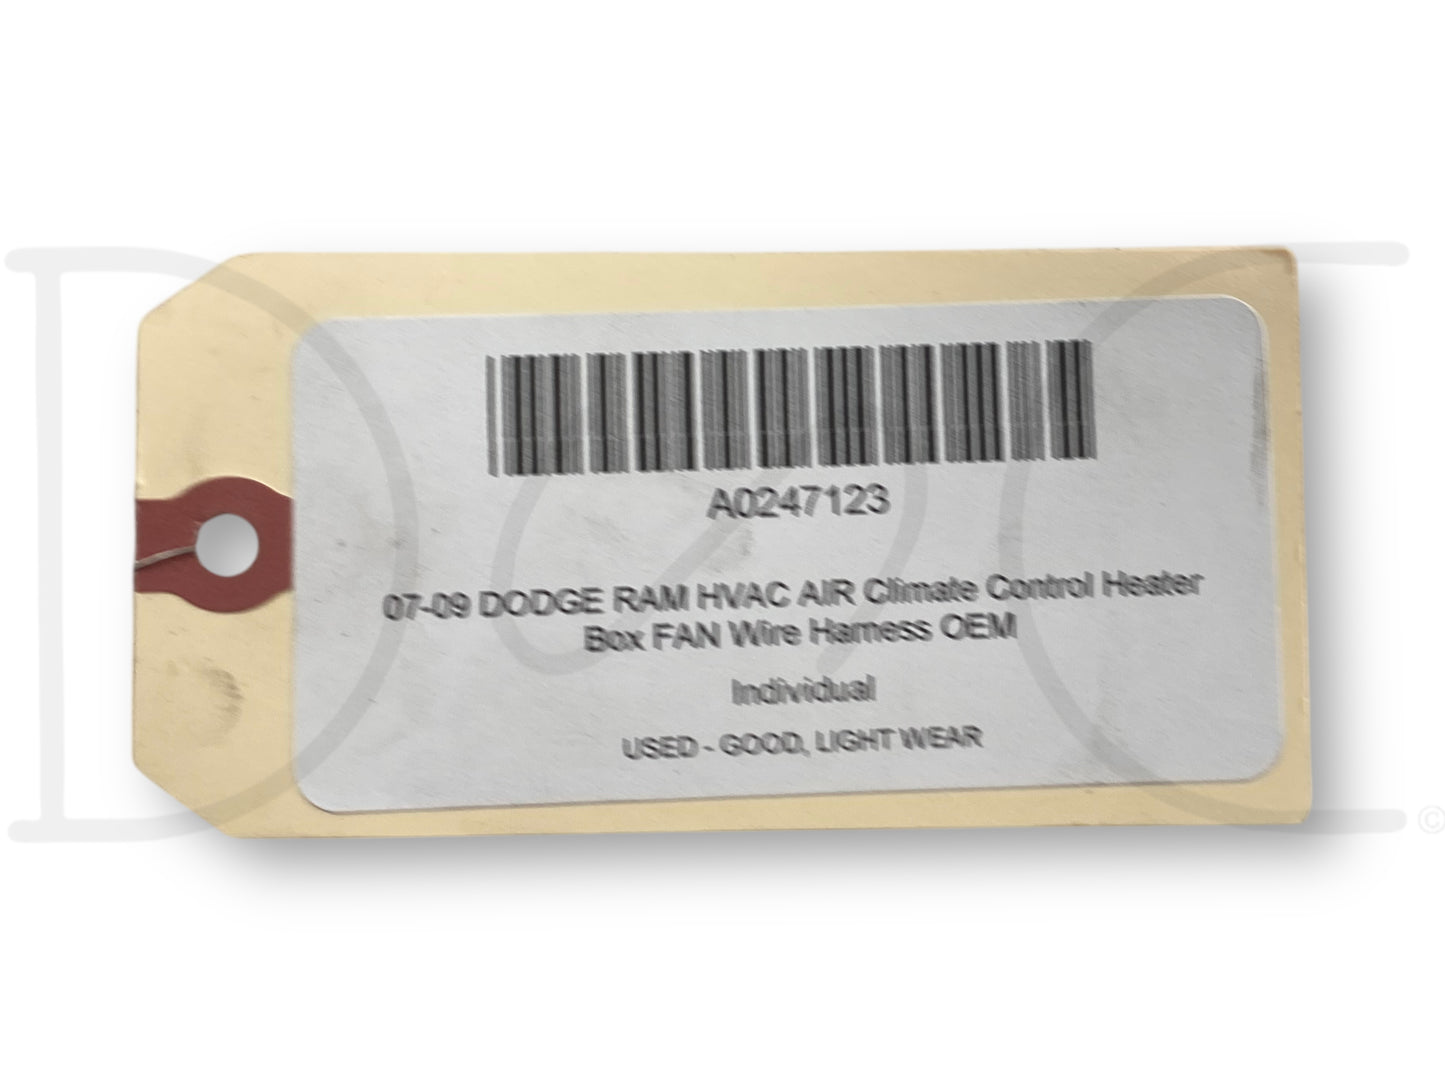 A0247123
07-09 DODGE RAM HVAC AIR Climate Control Heater
Box FAN Wire Harness OEM
Individual
USED - GOOD, LIGHT WEAR
©